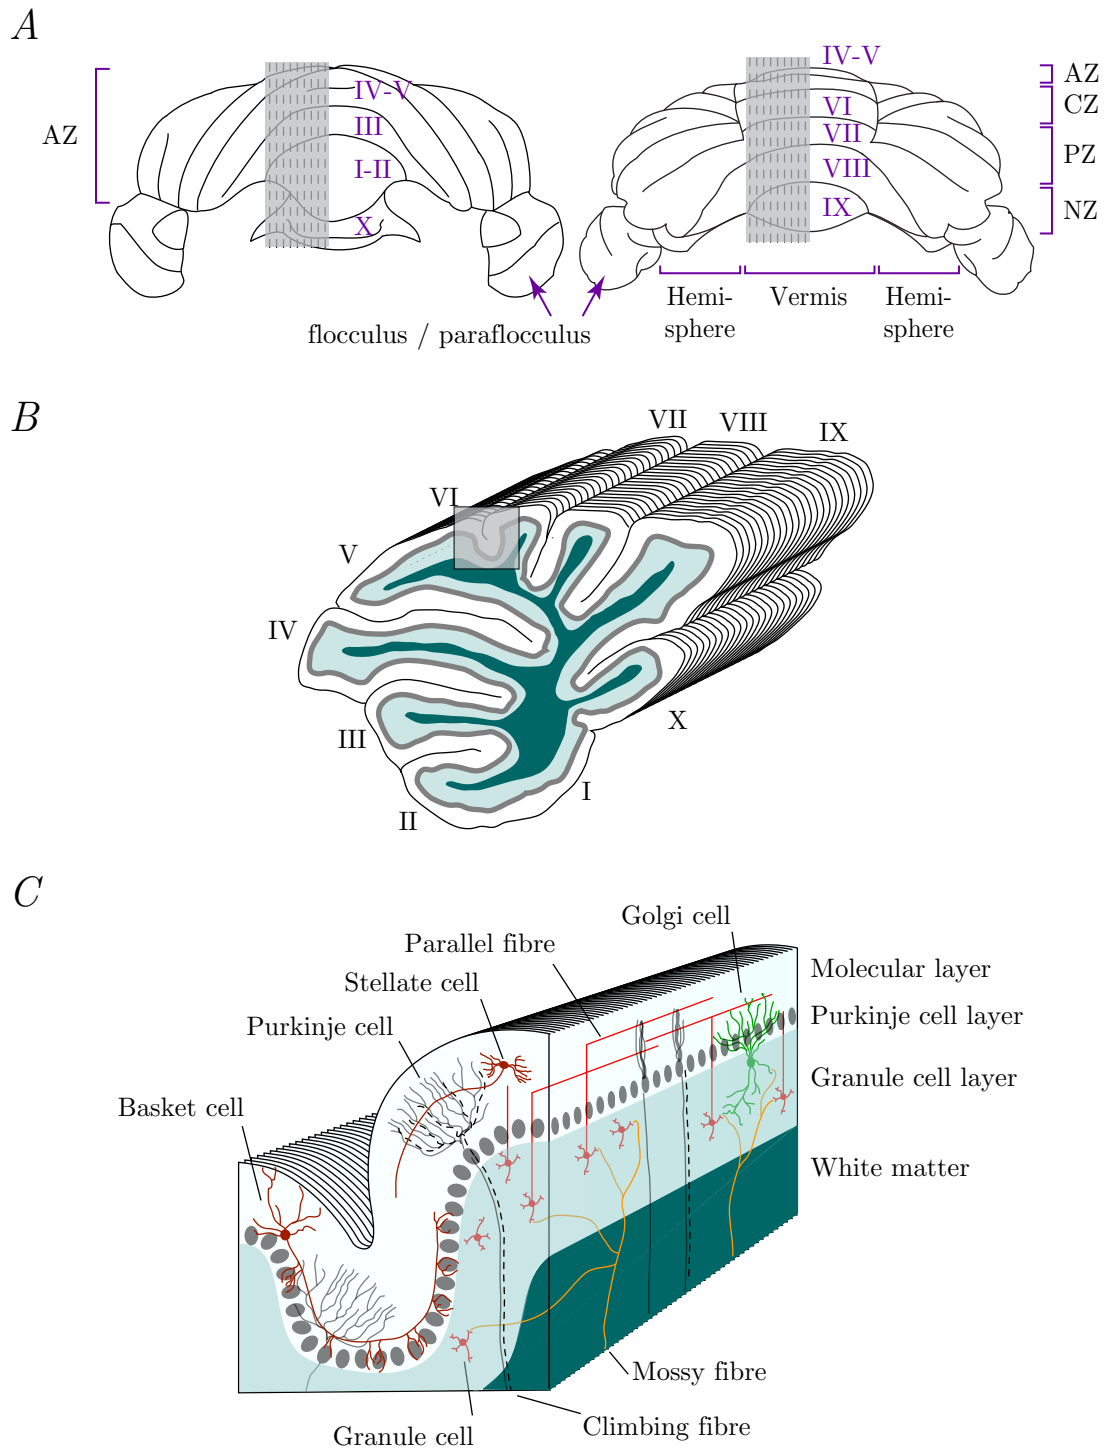 A
AZ
IV-V
III
I-II
X
IV-V
VI
VII
VIII
IX
AZ
CZ
PZ
NZ
Hemi-
sphere
Vermis
Hemi-
sphere
flocculus / paraflocculus
B
VII
VIII
IX
VI
V
IV
III
II
I
X
C
Golgi cell
Parallel fibre
Stellate cell
Purkinje cell
Basket cell
Molecular layer
Purkinje cell layer
Granule cell layer
White matter
Mossy fibre
Climbing fibre
Granule cell